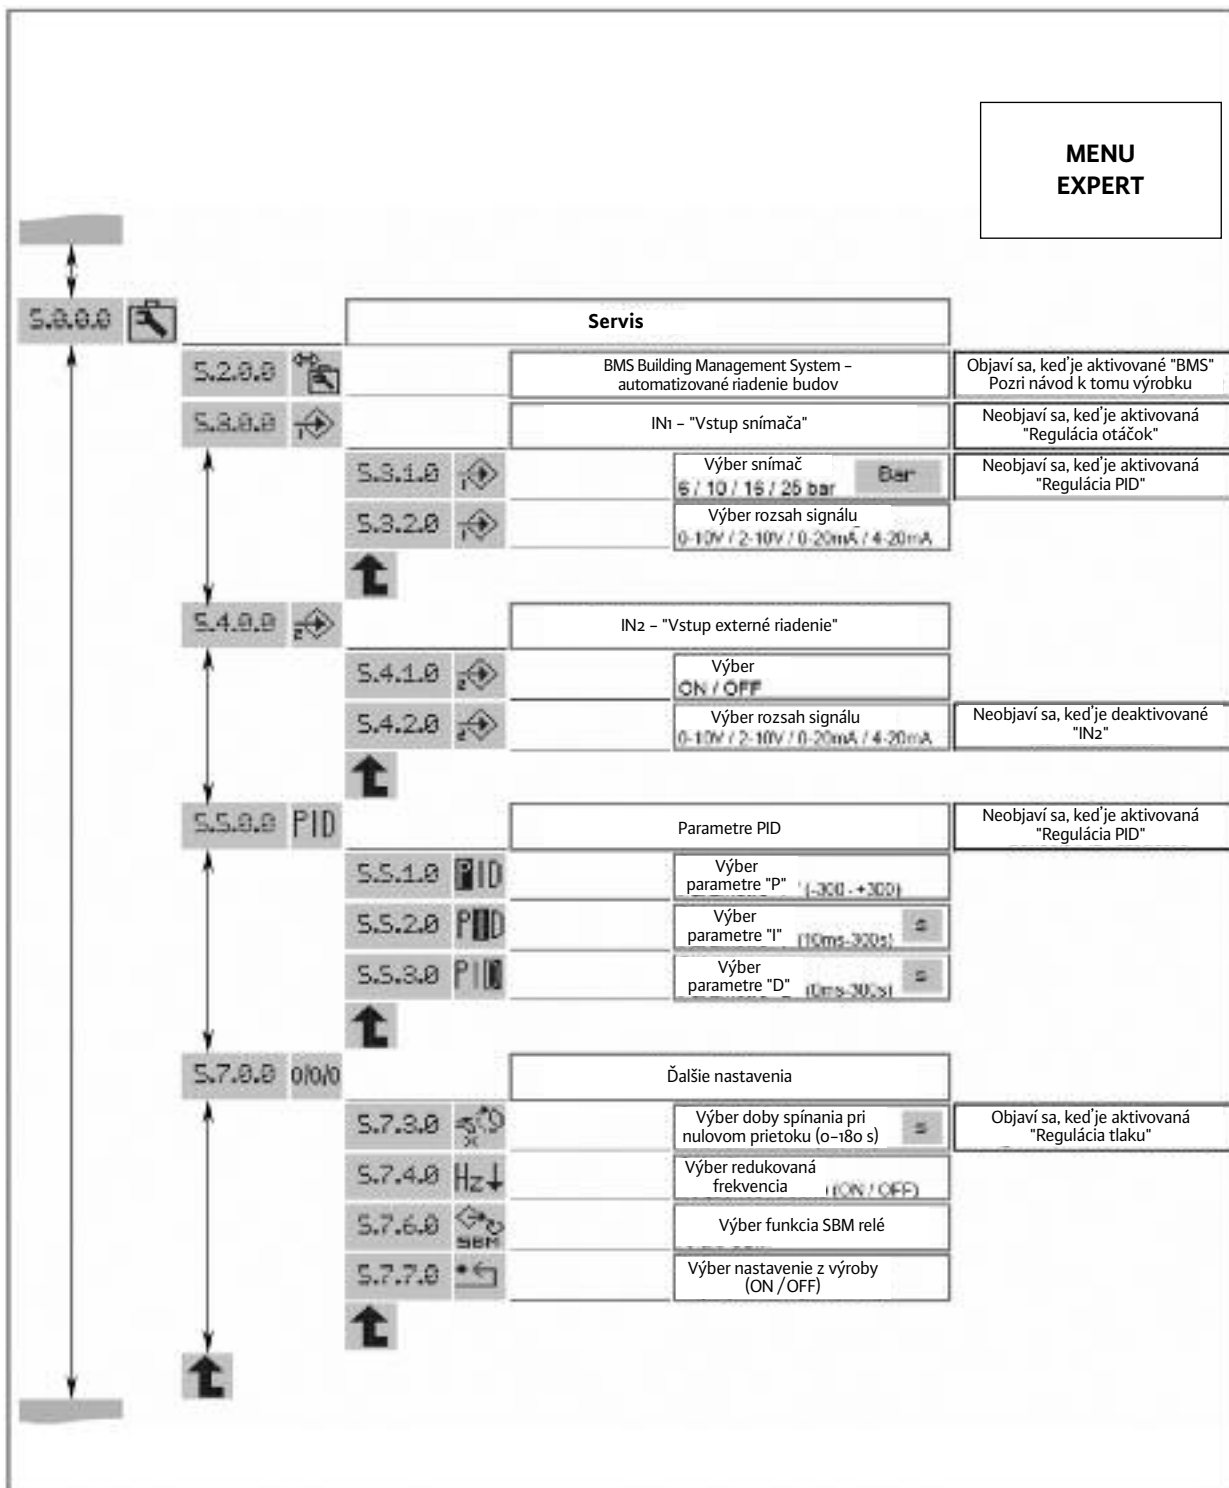 MENU
EXPERT
5.0.0.0
Servis
5.2.0.0
BMS Building Management System –
automatizované riadenie budov
Objaví sa, keď je aktivované "BMS"
Pozri návod k tomu výrobku
5.3.0.0
1
IN1 – "Vstup snímača"
Neobjaví sa, keď je aktivovaná
"Regulácia otáčok"
5.3.1.0
1
Výber snímač
6 / 10 / 16 / 25 bar
Bar
Neobjaví sa, keď je aktivovaná
"Regulácia PID"
5.3.2.0
1
Výber rozsah signálu
0-10V / 2-10V / 0-20mA / 4-20mA
5.4.0.0
2
IN2 – "Vstup externé riadenie"
5.4.1.0
2
Výber
ON / OFF
5.4.2.0
2
Výber rozsah signálu
0-10V / 2-10V / 0-20mA / 4-20mA
Neobjaví sa, keď je deaktivované
"IN2"
5.5.0.0 PID
Parametre PID
Neobjaví sa, keď je aktivovaná
"Regulácia PID"
5.5.1.0 PID
Výber
parametre "P" (-300 - +300)
5.5.2.0 PID
Výber
parametre "I" (10ms-300s)
s
5.5.3.0 PID
Výber
parametre "D" (0ms-300s)
s
5.7.0.0 0/0/0
Ďalšie nastavenia
5.7.3.0
Výber doby spínania pri
nulovom prietoku (0–180 s)
s
Objaví sa, keď je aktivovaná
"Regulácia tlaku"
5.7.4.0 Hz
Výber redukovaná
frekvencia (ON / OFF)
5.7.6.0 SBM
Výber funkcia SBM relé
5.7.7.0
Výber nastavenie z výroby
(ON / OFF)